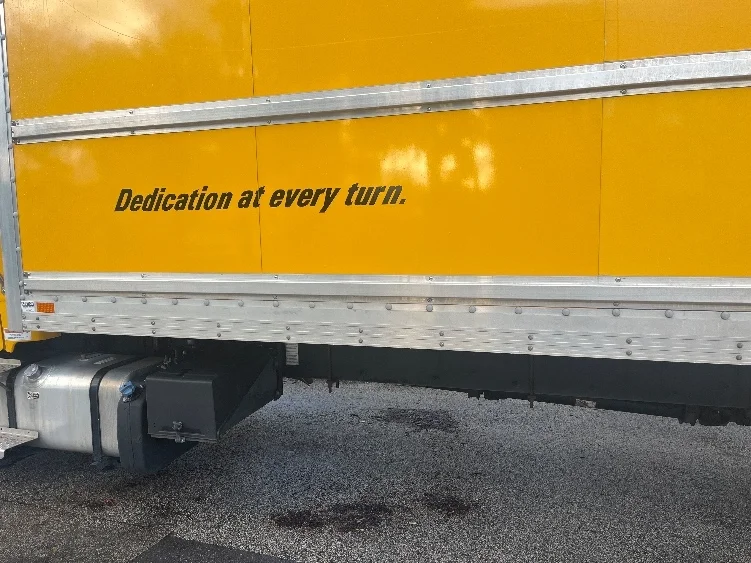 Dedication at every turn.